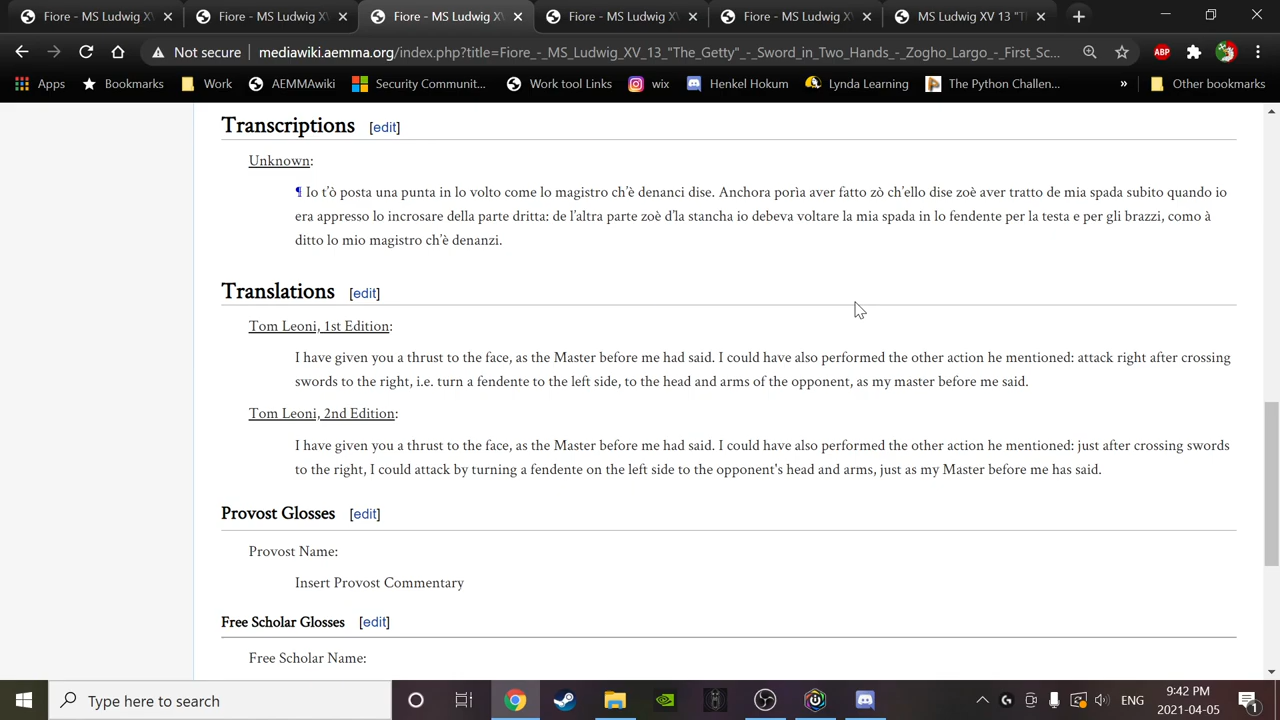 Fiore - MS Ludwig XV
Fiore - MS Ludwig XV
Fiore - MS Ludwig XV
Fiore - MS Ludwig XV
Fiore - MS Ludwig XV
MS Ludwig XV 13 "T
Not secure
mediawiki.aemma.org/index.php?title=Fiore_-_MS_Ludwig_XV_13_"The_Getty"_-_Sword_in_Two_Hands_-_Zogho_Largo_-_First_Sc...
ABP
Apps
Bookmarks
Work
AEMMAwiki
Security Communit...
Work tool Links
wix
Henkel Hokum
Lynda Learning
The Python Challen...
»
Other bookmarks
Transcriptions [edit]
Unknown:
¶ Io t'ò posta una punta in lo volto come lo magistro ch'è denanci dise. Anchora porìa aver fatto zò ch'ello dise zoè aver tratto de mia spada subito quando io
era appresso lo incrosare della parte dritta: de l'altra parte zoè d'la stancha io debeva voltare la mia spada in lo fendente per la testa e per gli brazzi, como à
ditto lo mio magistro ch'è denanzi.
Translations [edit]
Tom Leoni, 1st Edition:
I have given you a thrust to the face, as the Master before me had said. I could have also performed the other action he mentioned: attack right after crossing
swords to the right, i.e. turn a fendente to the left side, to the head and arms of the opponent, as my master before me said.
Tom Leoni, 2nd Edition:
I have given you a thrust to the face, as the Master before me had said. I could have also performed the other action he mentioned: just after crossing swords
to the right, I could attack by turning a fendente on the left side to the opponent's head and arms, just as my Master before me has said.
Provost Glosses [edit]
Provost Name:
Insert Provost Commentary
Free Scholar Glosses [edit]
Free Scholar Name:
Type here to search
ENG
9:42 PM
2021-04-05
1